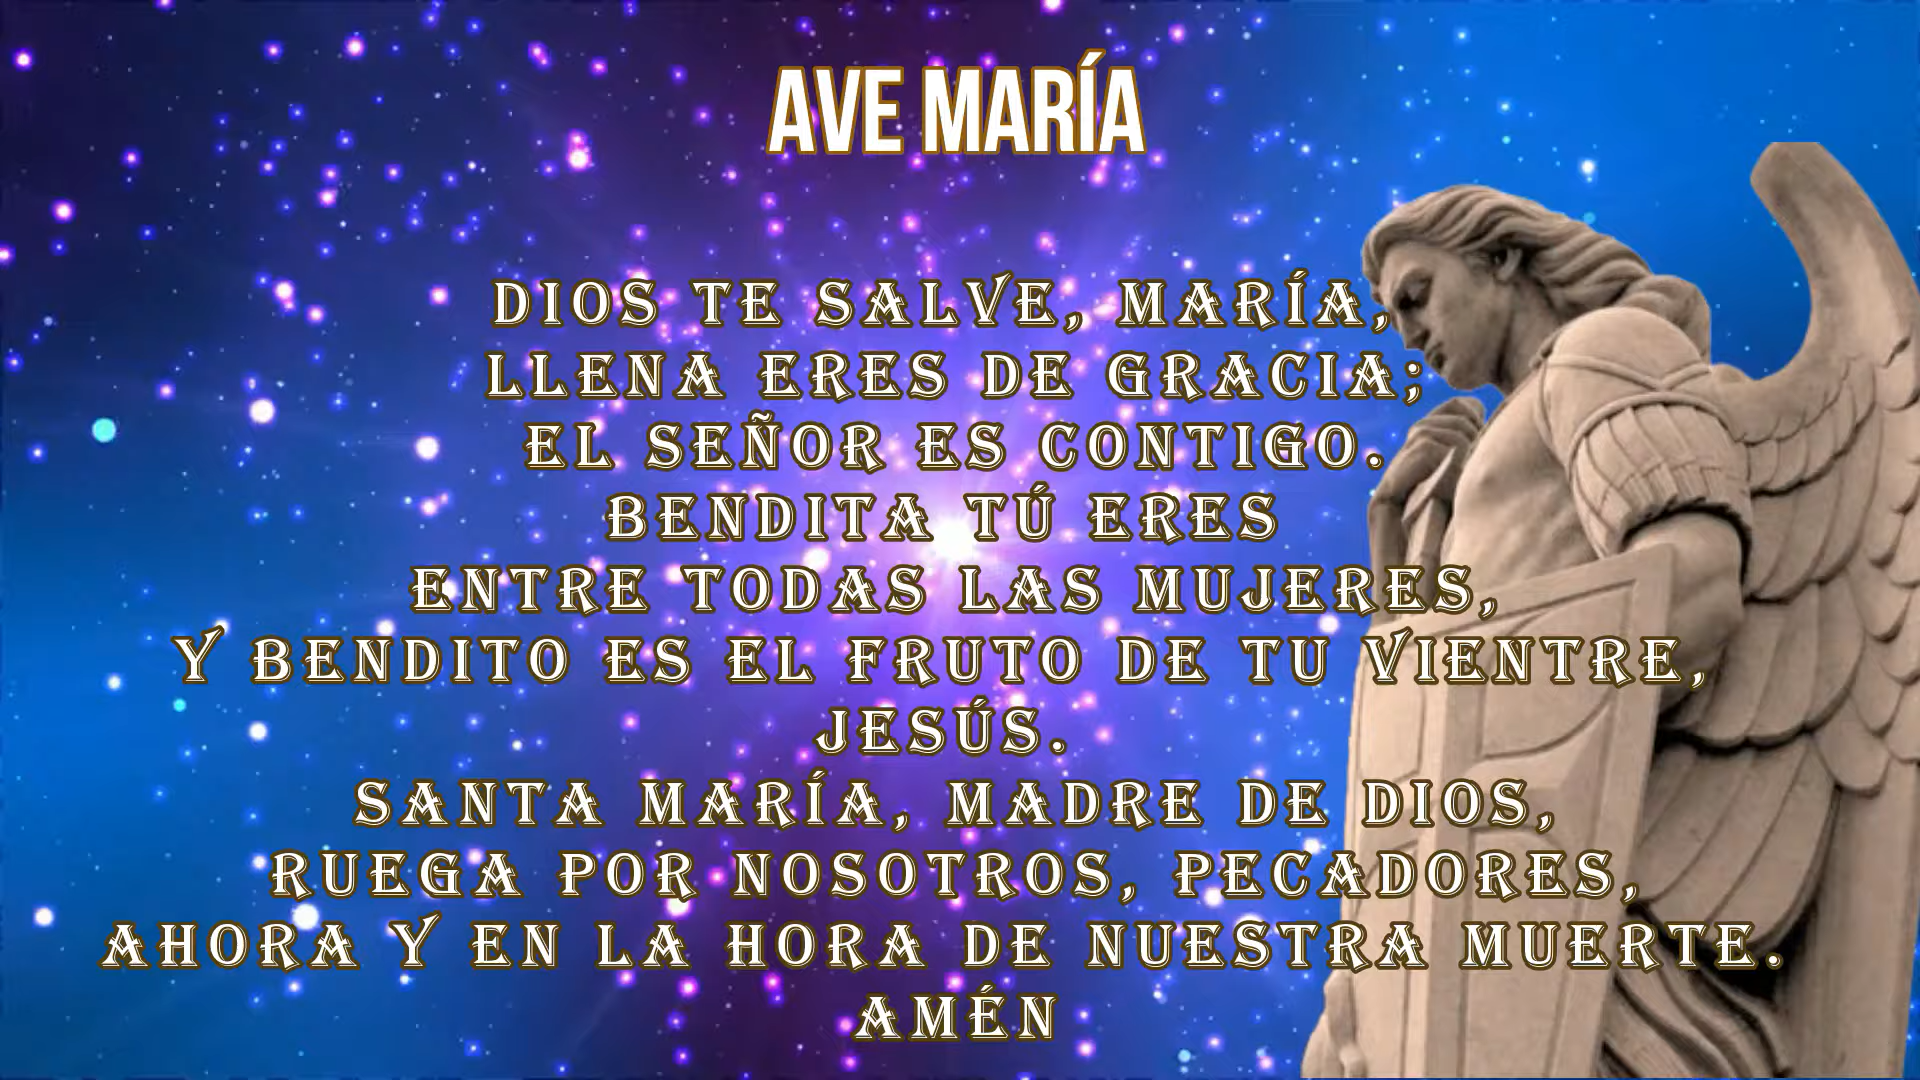 AVE MARÍA
DIOS TE SALVE, MARÍA,
LLENA ERES DE GRACIA;
EL SEÑOR ES CONTIGO.
BENDITA TÚ ERES
ENTRE TODAS LAS MUJERES,
Y BENDITO ES EL FRUTO DE TU VIENTRE,
JESÚS.
SANTA MARÍA, MADRE DE DIOS,
RUEGA POR NOSOTROS, PECADORES,
AHORA Y EN LA HORA DE NUESTRA MUERTE.
AMÉN